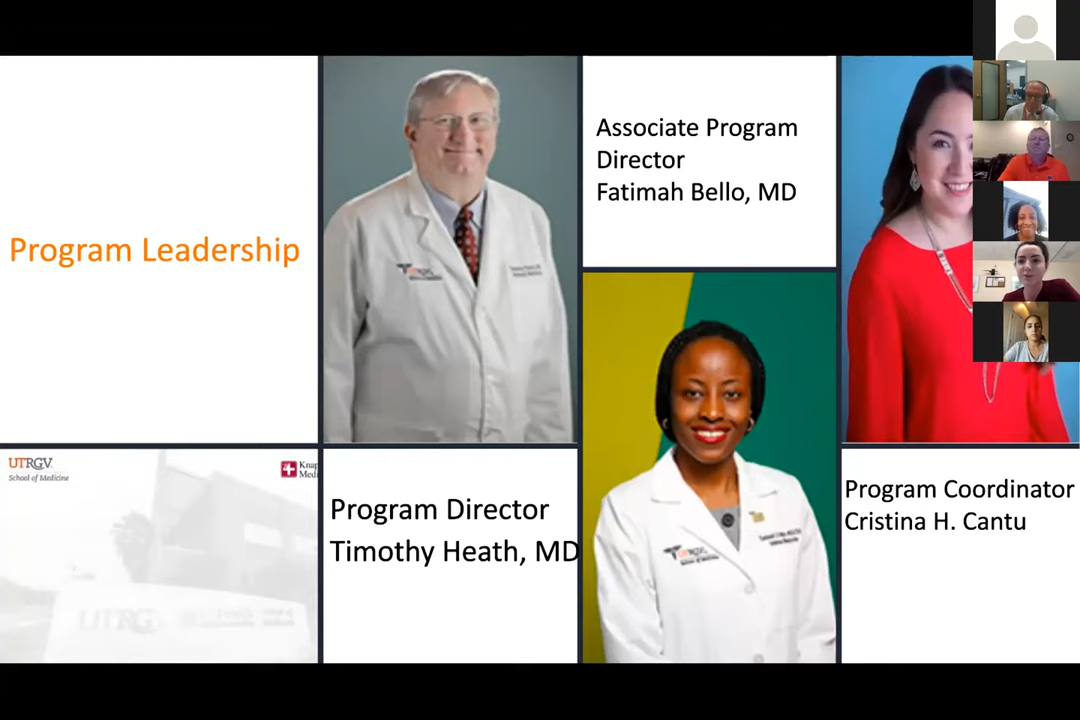 Program Leadership
UTRGV
School of Medicine
Program Director
Timothy Heath, MD
Associate Program
Director
Fatimah Bello, MD
Program Coordinator
Cristina H. Cantu